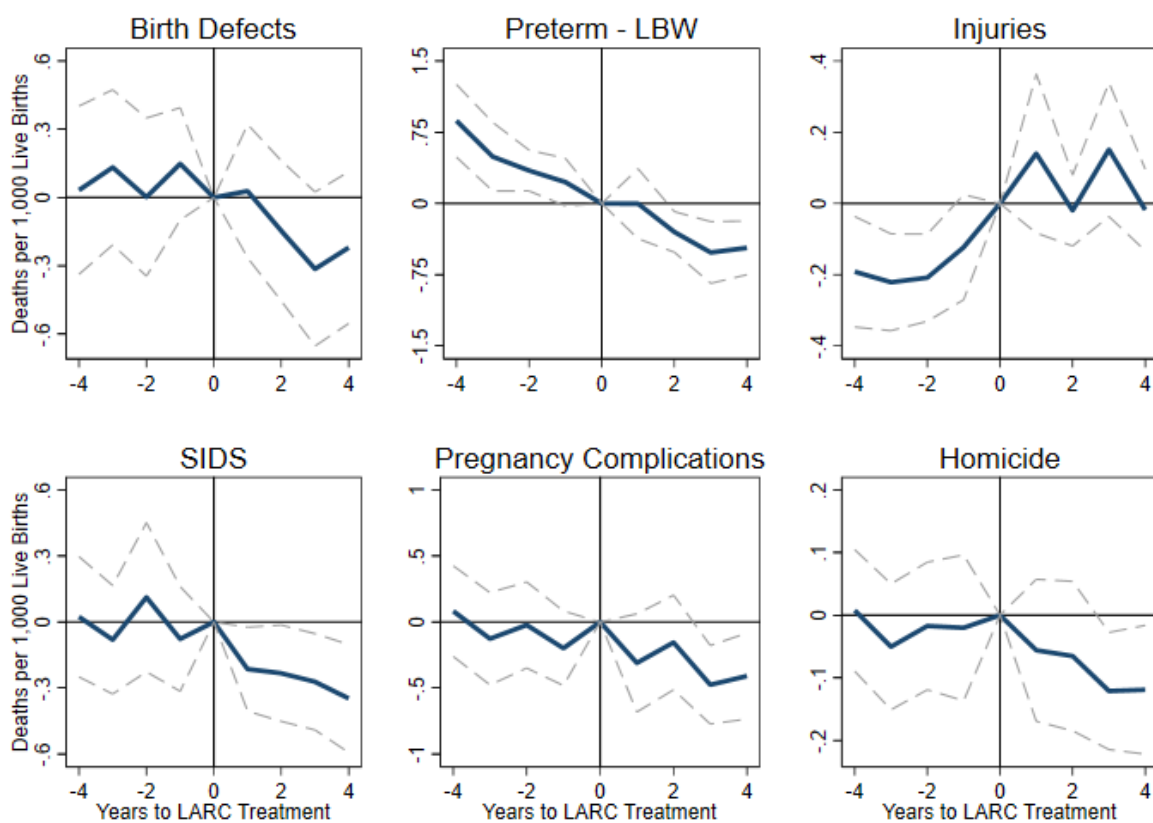 Birth Defects
Preterm - LBW
Injuries
Deaths per 1,000 Live Births
.6
.3
0
-.3
-.6
1.5
.75
0
-.75
-1.5
.4
.2
0
-.2
-.4
-4 -2 0 2 4
-4 -2 0 2 4
-4 -2 0 2 4
SIDS
Pregnancy Complications
Homicide
Deaths per 1,000 Live Births
.6
.3
0
-.3
-.6
1
.5
0
-.5
-1
.2
.1
0
-.1
-.2
-4 -2 0 2 4
-4 -2 0 2 4
-4 -2 0 2 4
Years to LARC Treatment
Years to LARC Treatment
Years to LARC Treatment